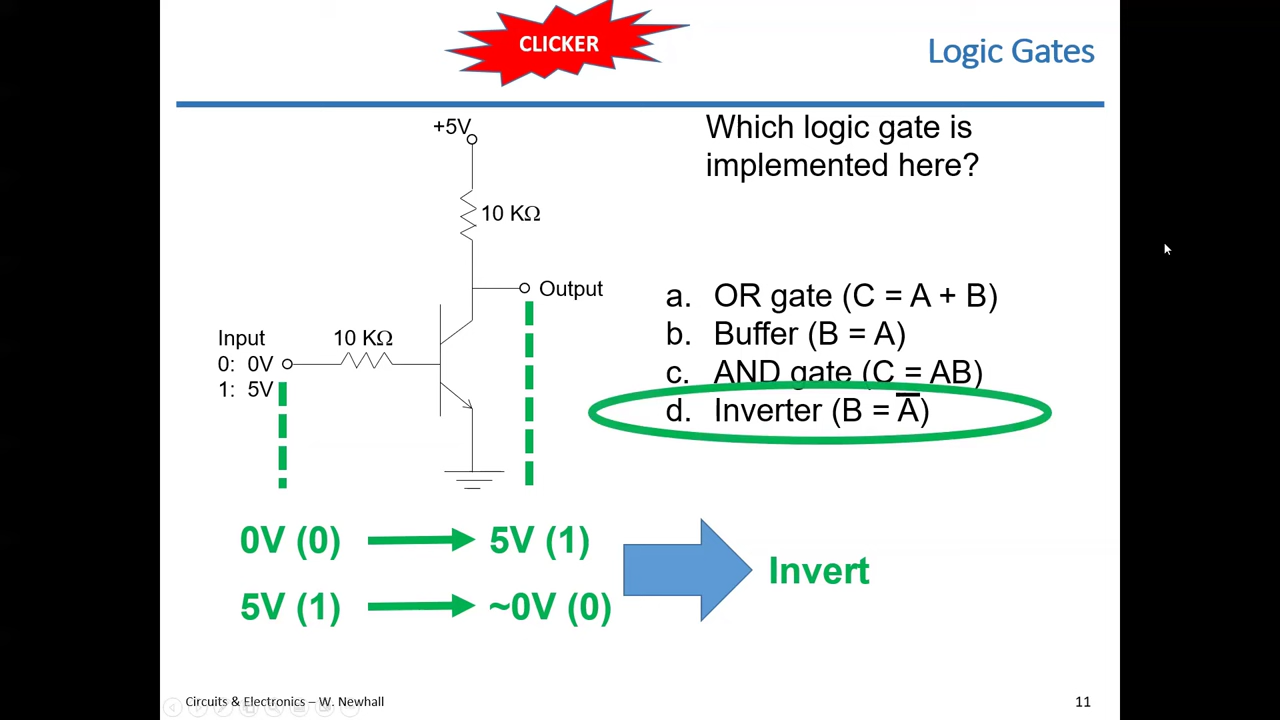 CLICKER
Logic Gates
+5V
10 KΩ
Output
Input
0: 0V
1: 5V
10 KΩ
Which logic gate is
implemented here?
a. OR gate (C = A + B)
b. Buffer (B = A)
c. AND gate (C = AB)
d. Inverter (B = A̅)
0V (0) 5V (1)
5V (1) ~0V (0)
Invert
Circuits & Electronics – W. Newhall
11